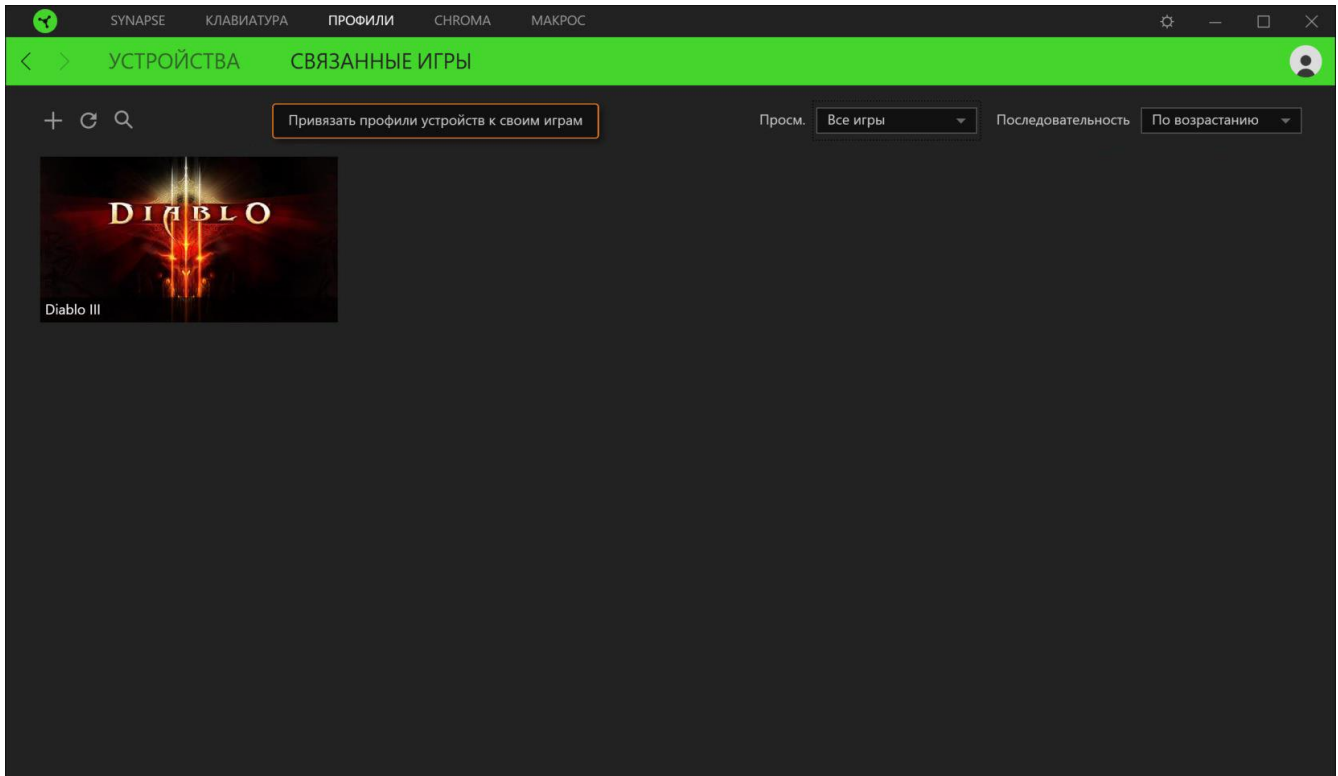 SYNAPSE КЛАВИАТУРА ПРОФИЛИ CHROMA МАКРОС
УСТРОЙСТВА СВЯЗАННЫЕ ИГРЫ
Привязать профили устройств к своим играм Просм. Все игры Последовательность По возрастанию
DIABLO
Diablo III